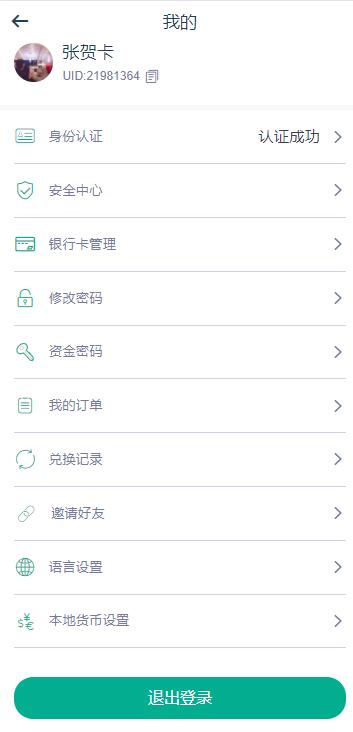 我的
张贺卡
UID:21981364
身份认证 认证成功
安全中心
银行卡管理
修改密码
资金密码
我的订单
兑换记录
邀请好友
语言设置
本地货币设置
退出登录